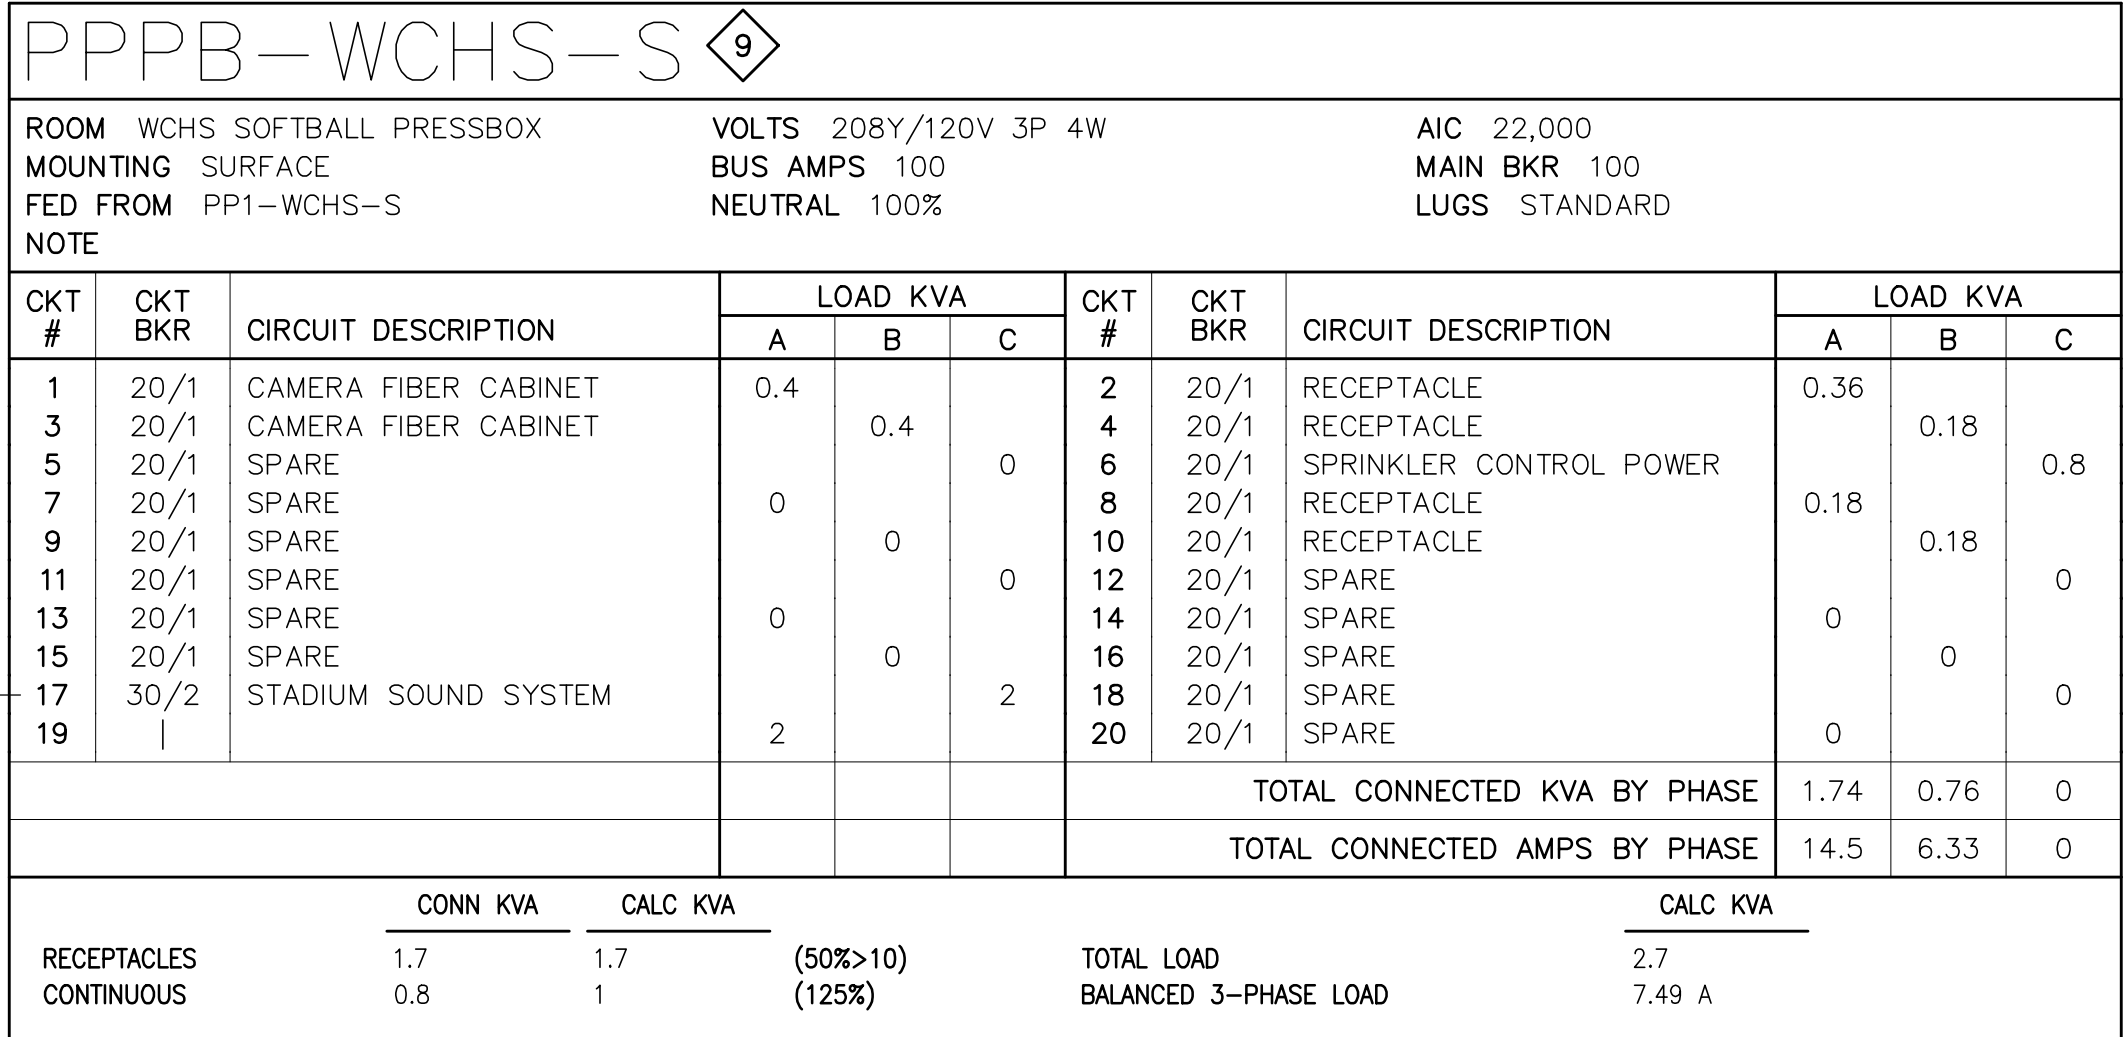 PPPB-WCHS-S 9
ROOM WCHS SOFTBALL PRESSBOX VOLTS 208Y/120V 3P 4W AIC 22,000
MOUNTING SURFACE BUS AMPS 100 MAIN BKR 100
FED FROM PP1-WCHS-S NEUTRAL 100% LUGS STANDARD
NOTE
CKT # CKT BKR CIRCUIT DESCRIPTION LOAD KVA A B C CKT # CKT BKR CIRCUIT DESCRIPTION LOAD KVA A B C
1 20/1 CAMERA FIBER CABINET 0.4 2 20/1 RECEPTACLE 0.36
3 20/1 CAMERA FIBER CABINET 0.4 4 20/1 RECEPTACLE 0.18
5 20/1 SPARE 0 6 20/1 SPRINKLER CONTROL POWER 0.8
7 20/1 SPARE 0 8 20/1 RECEPTACLE 0.18
9 20/1 SPARE 0 10 20/1 RECEPTACLE 0.18
11 20/1 SPARE 0 12 20/1 SPARE 0
13 20/1 SPARE 0 14 20/1 SPARE 0
15 20/1 SPARE 0 16 20/1 SPARE 0
17 30/2 STADIUM SOUND SYSTEM 2 18 20/1 SPARE 0
19 | 2 20 20/1 SPARE 0
TOTAL CONNECTED KVA BY PHASE 1.74 0.76 0
TOTAL CONNECTED AMPS BY PHASE 14.5 6.33 0
CONN KVA CALC KVA CALC KVA
RECEPTACLES 1.7 1.7 (50%>10) TOTAL LOAD 2.7
CONTINUOUS 0.8 1 (125%) BALANCED 3-PHASE LOAD 7.49 A